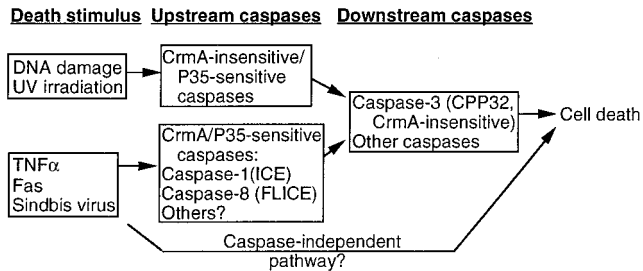 Death stimulus Upstream caspases Downstream caspases
DNA damage
UV irradiation
CrmA-insensitive/
P35-sensitive
caspases
TNFα
Fas
Sindbis virus
CrmA/P35-sensitive
caspases:
Caspase-1(ICE)
Caspase-8 (FLICE)
Others?
Caspase-3 (CPP32,
CrmA-insensitive)
Other caspases
Cell death
Caspase-independent
pathway?